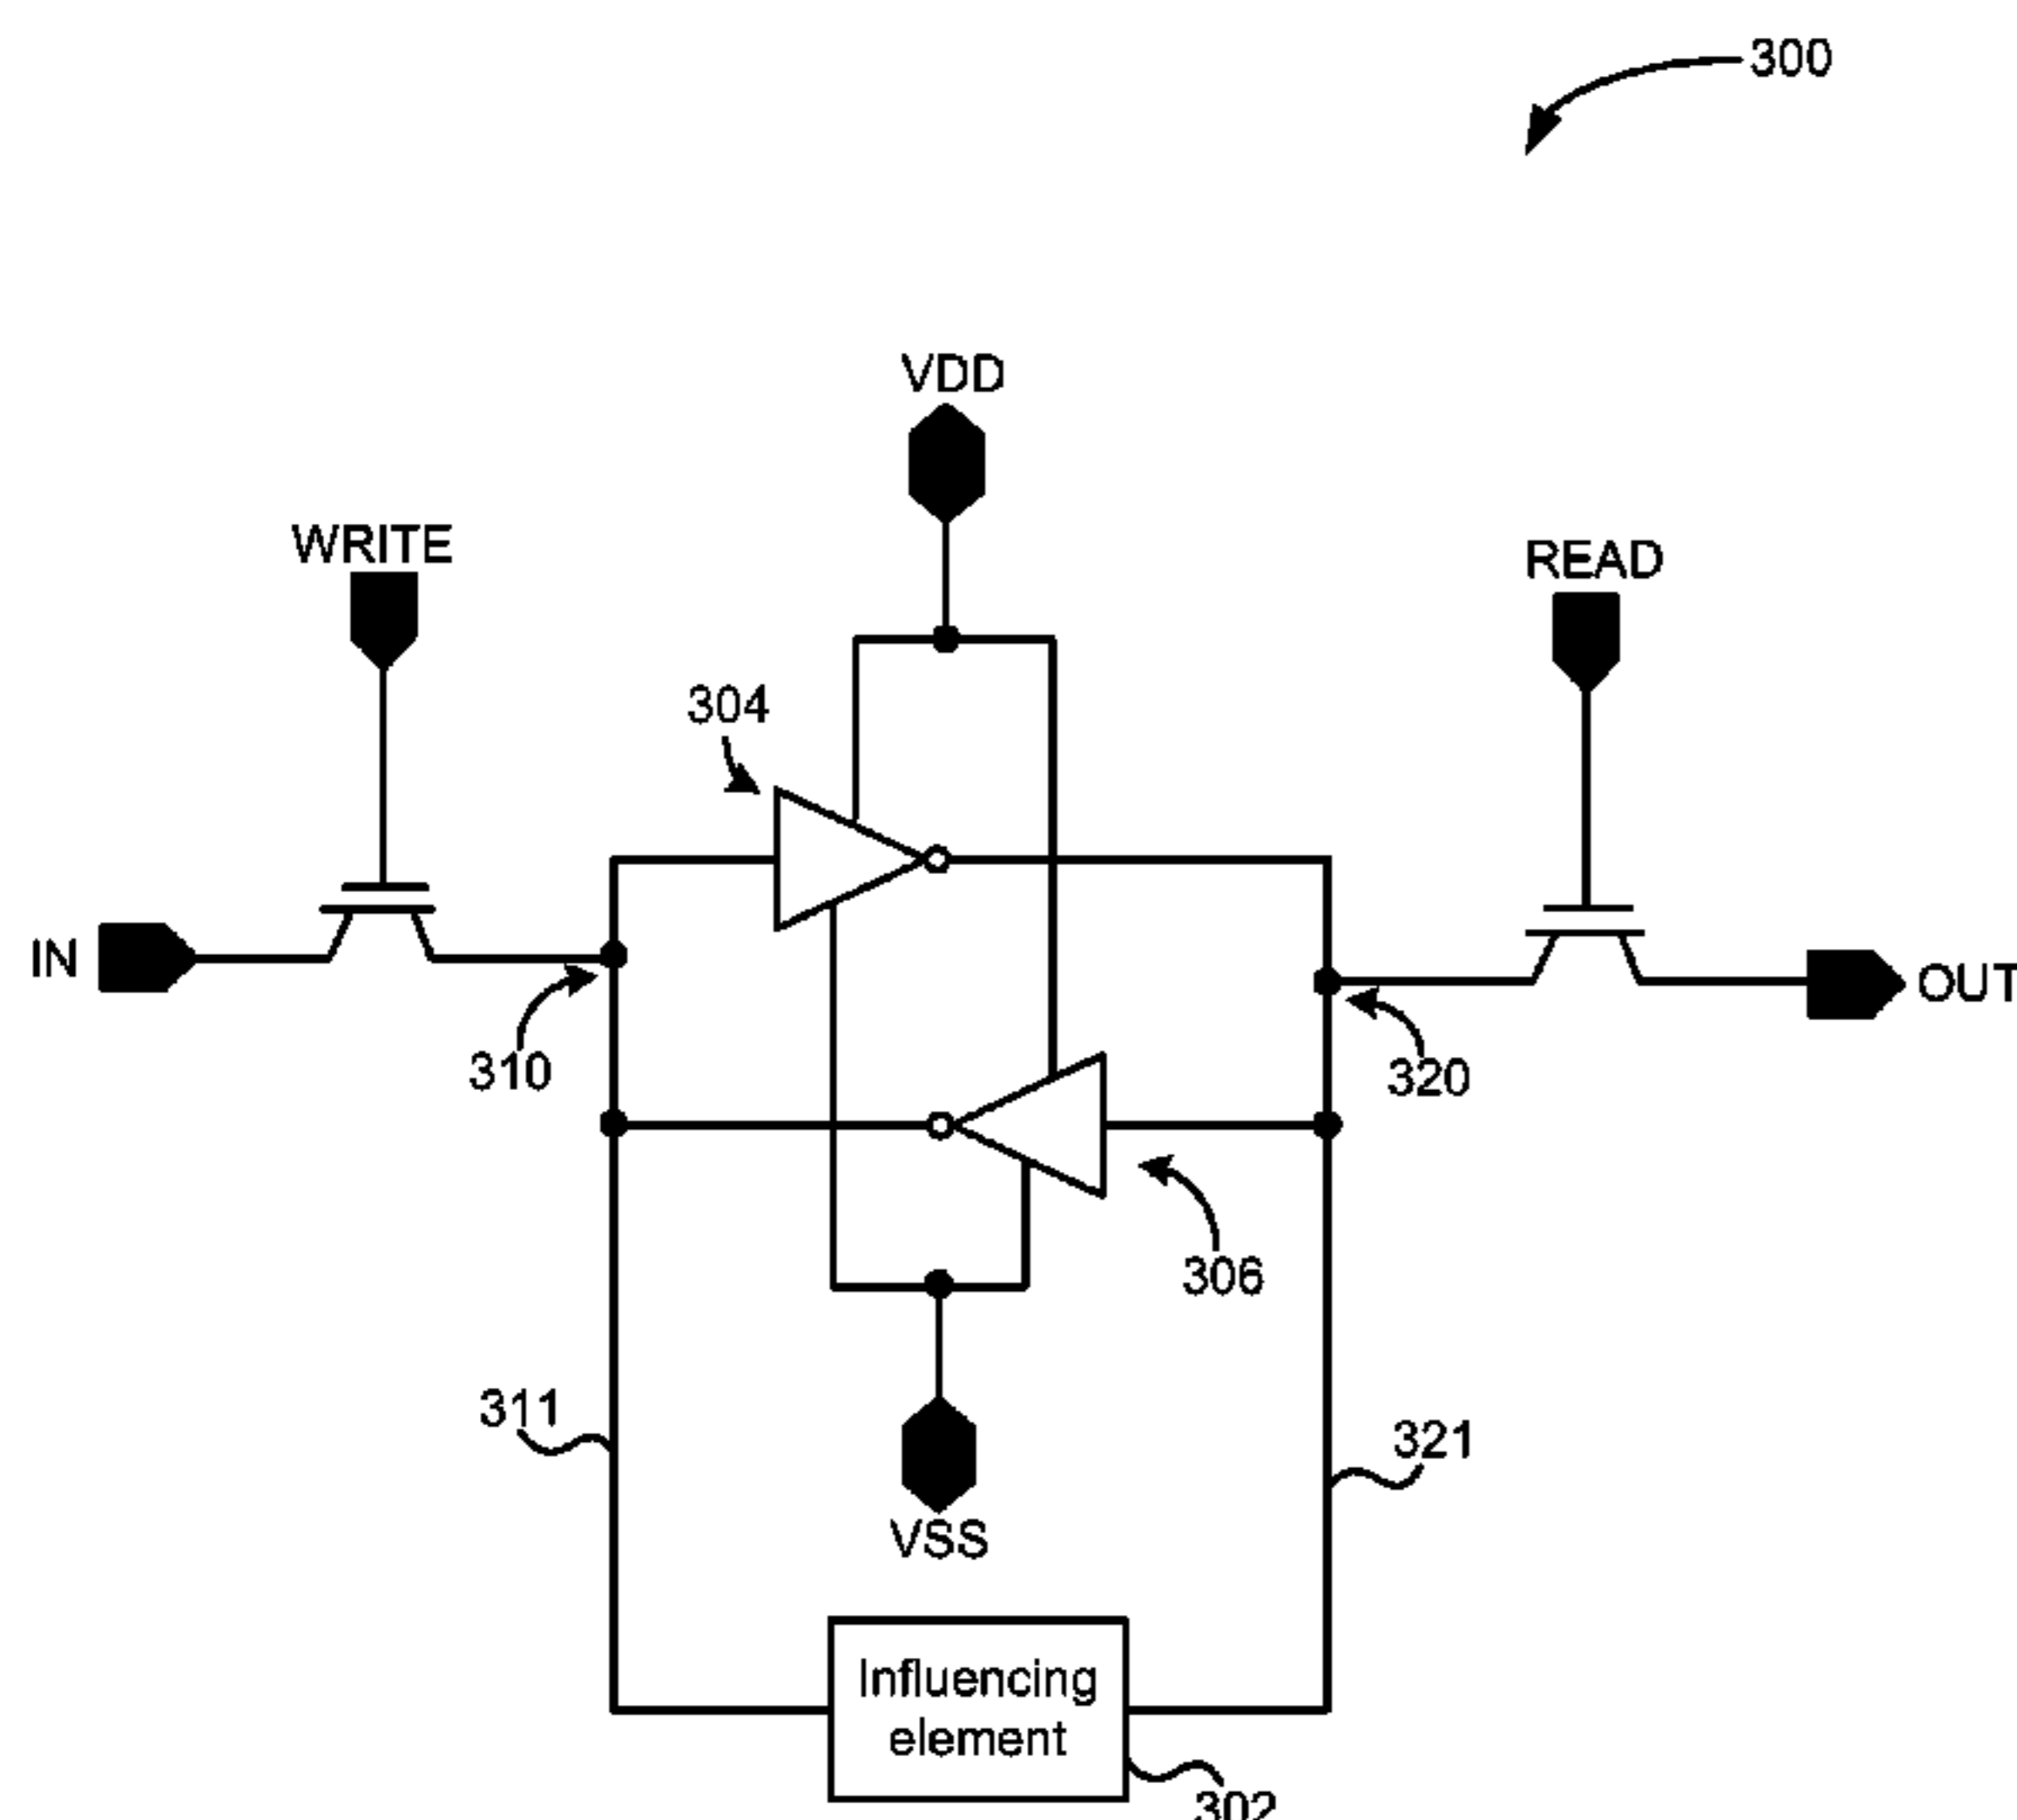 300
VDD
WRITE
READ
304
IN
OUT
310
320
306
311
321
VSS
Influencing
element
302